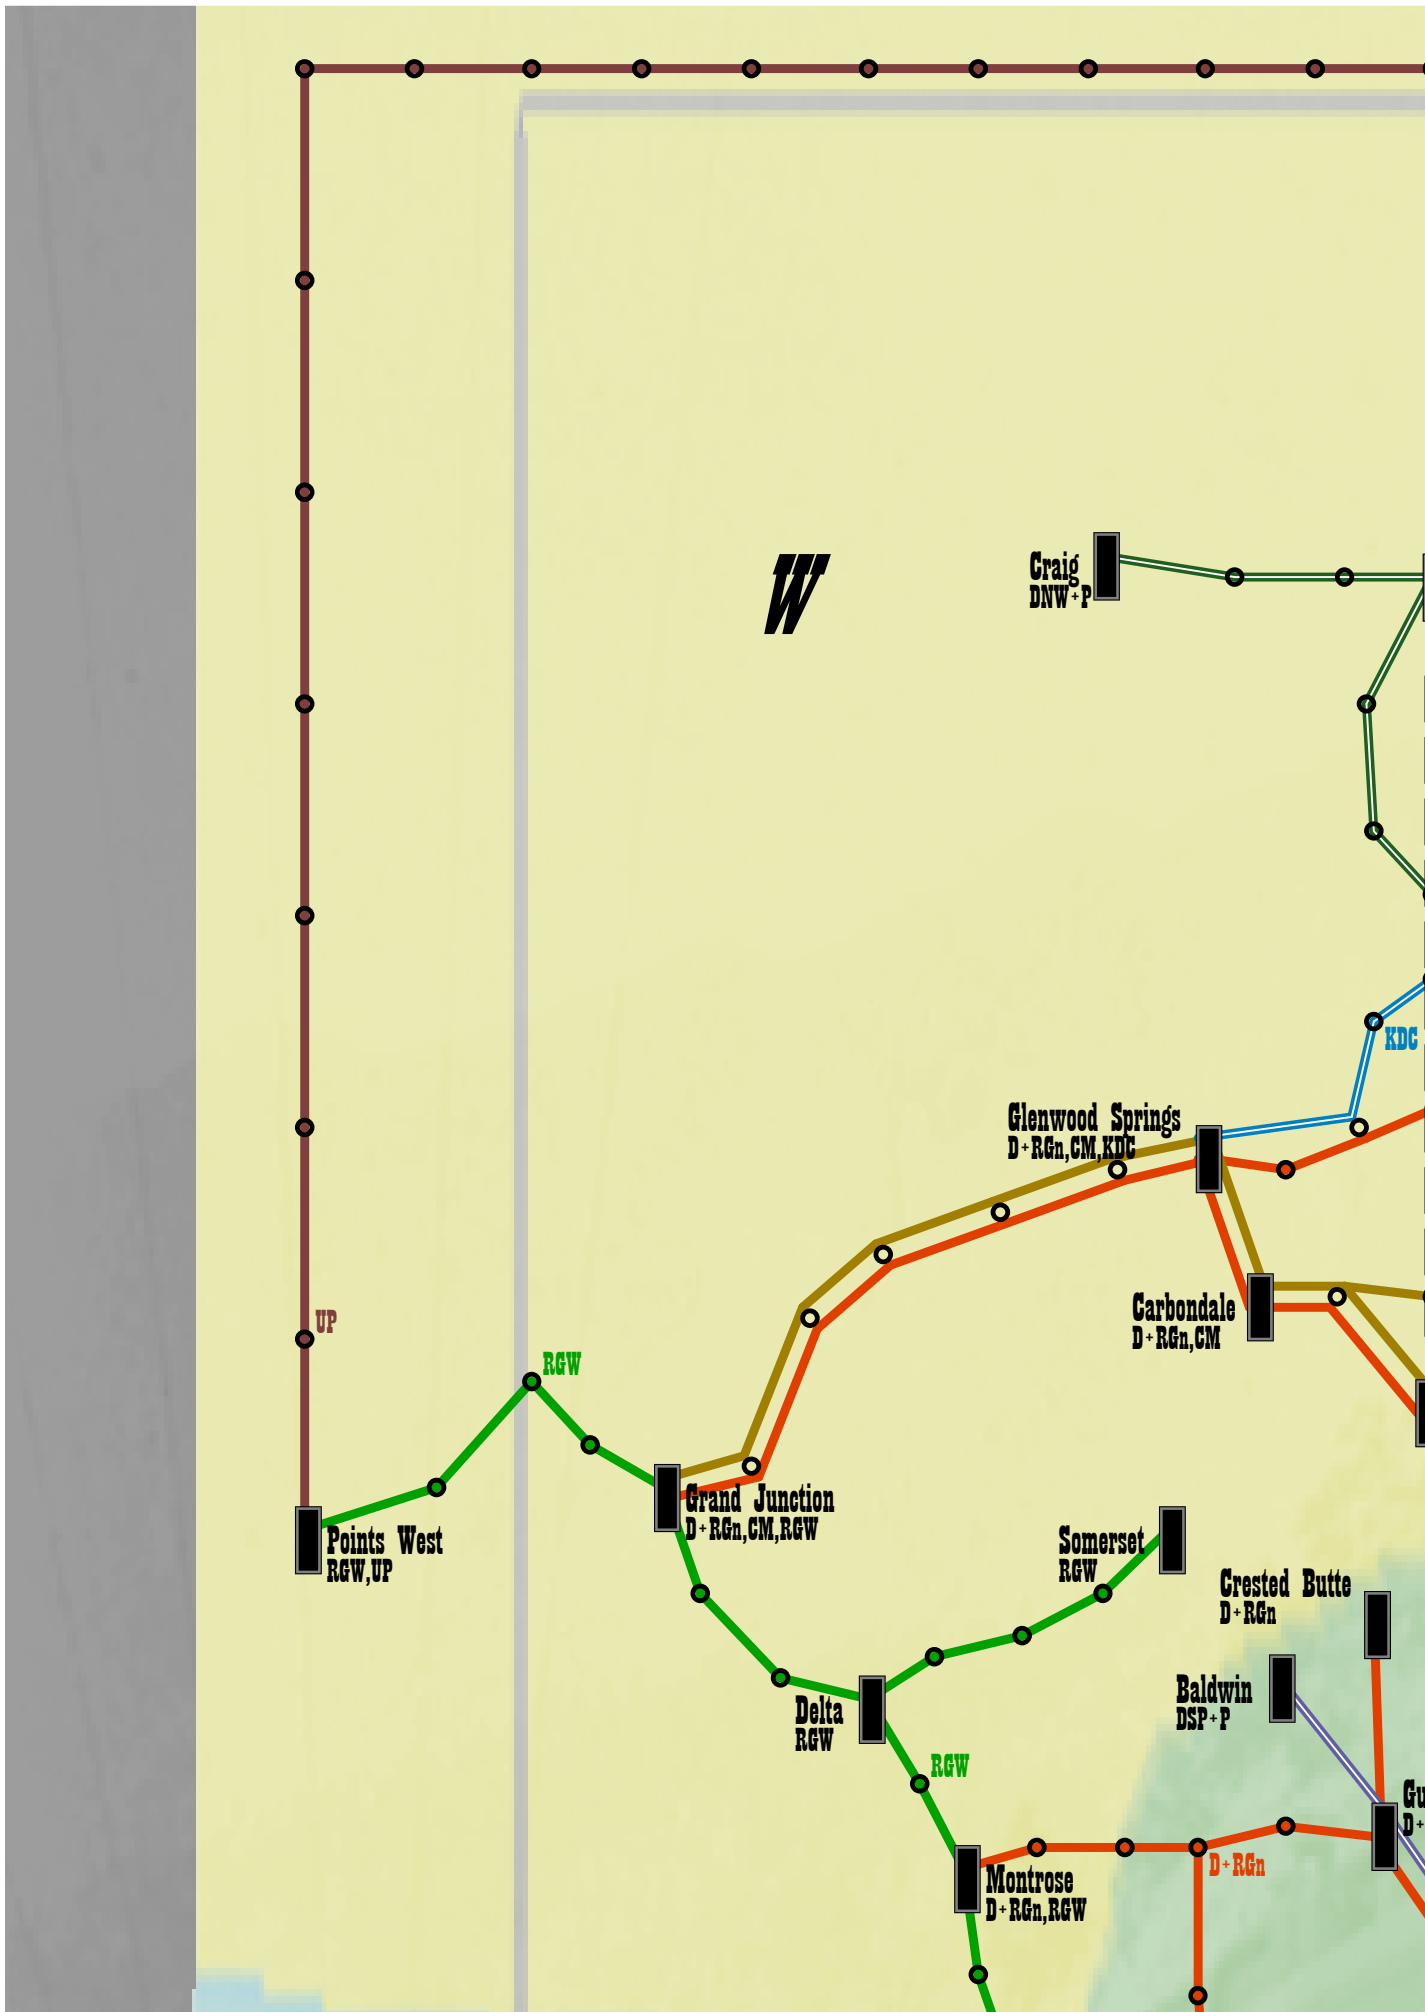 W
Craig
DNW+P
KDC
Glenwood Springs
D+RGn,CM,KDC
Carbondale
D+RGn,CM
UP
RGW
Grand Junction
D+RGn,CM,RGW
Points West
RGW,UP
Somerset
RGW
Crested Butte
D+RGn
Baldwin
DSP+P
Delta
RGW
RGW
Gu
D+
D+RGn
Montrose
D+RGn,RGW